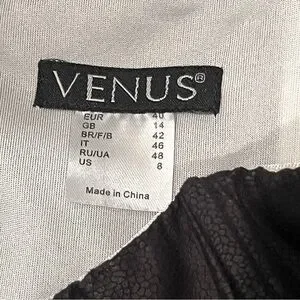 VENUS®
EUR 40
GB 14
BR/F/B 42
IT 46
RU/UA 48
US 8
Made in China